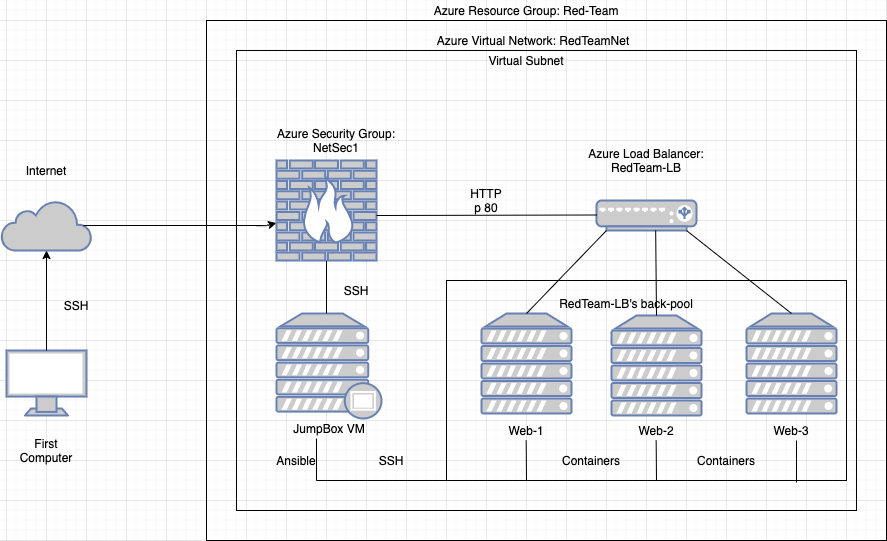 Azure Resource Group: Red-Team
Azure Virtual Network: RedTeamNet
Virtual Subnet
Azure Security Group:
NetSec1
Azure Load Balancer:
RedTeam-LB
Internet
HTTP
p 80
SSH
SSH
RedTeam-LB's back-pool
JumpBox VM
Web-1
Web-2
Web-3
First
Computer
Ansible
SSH
Containers
Containers